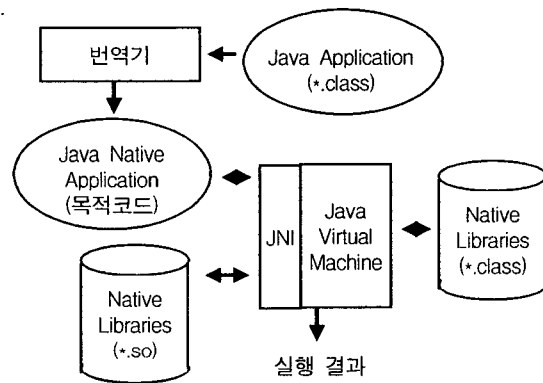 번역기
Java Application
(*.class)
Java Native
Application
(목적코드)
JNI
Java
Virtual
Machine
Native
Libraries
(*.class)
Native
Libraries
(*.so)
실행 결과